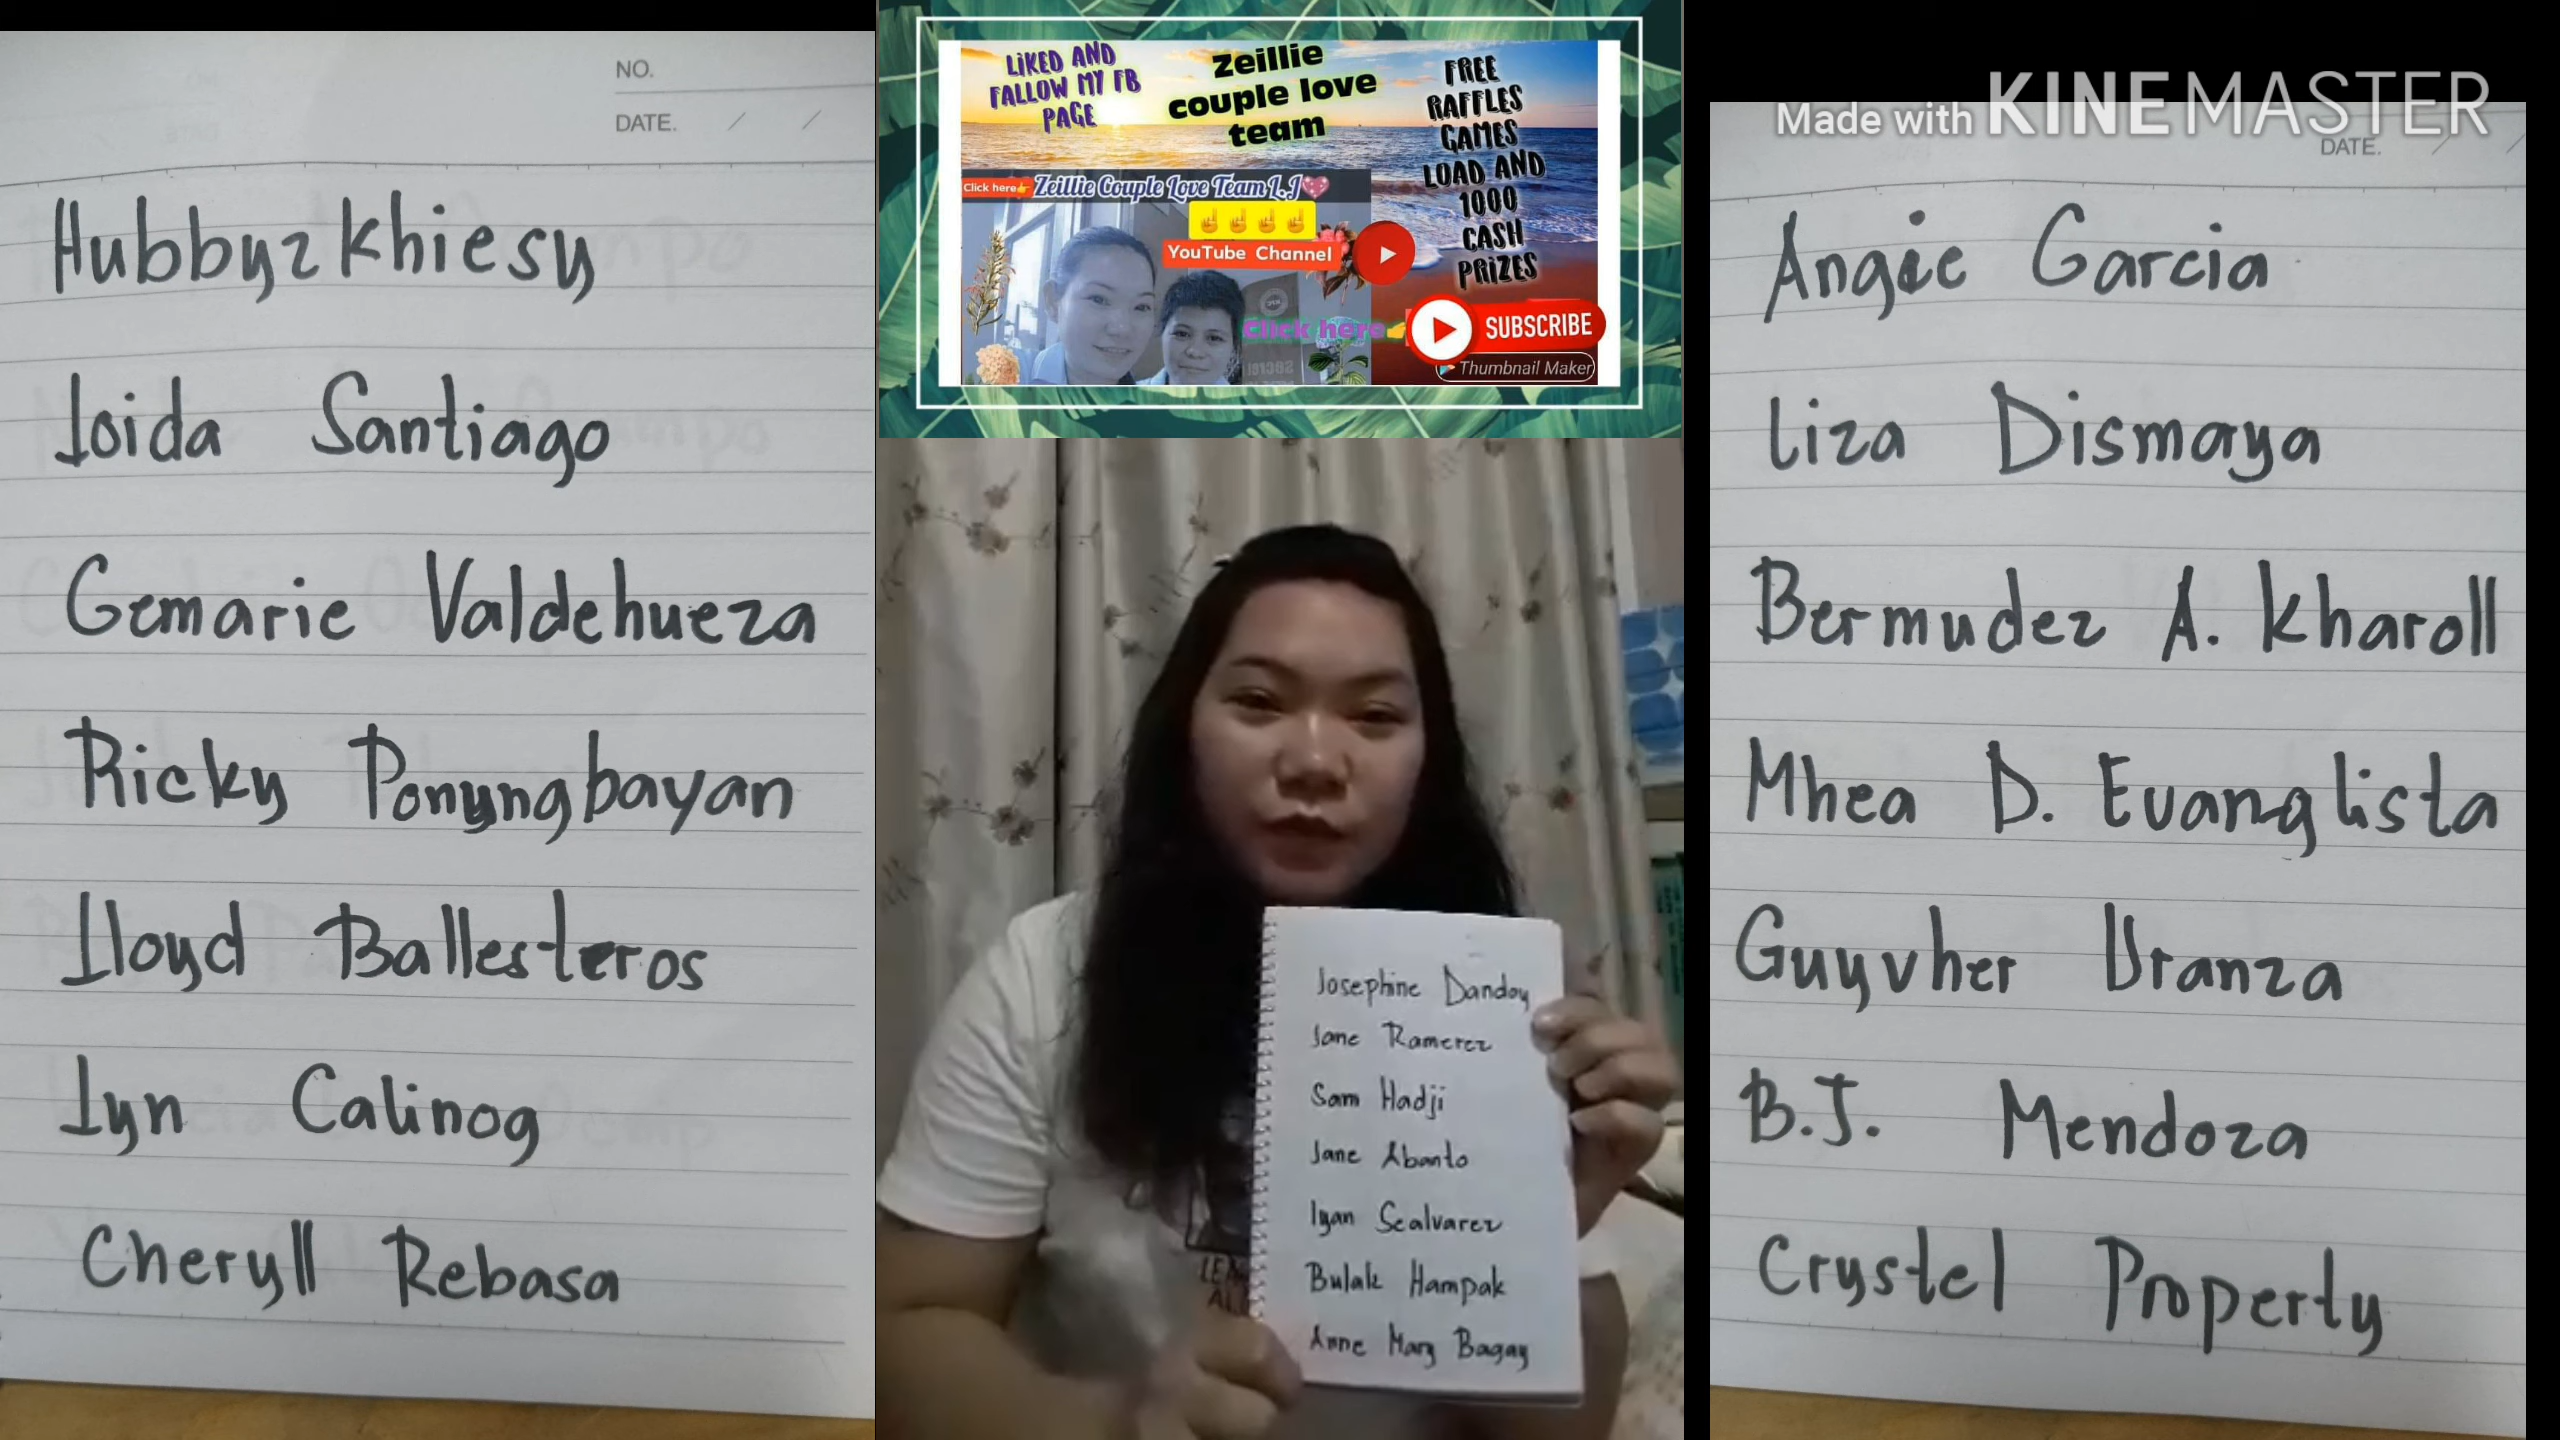 NO.
DATE. / /
Hubbyzkhiesy
Loida Santiago
Gemarie Valdehueza
Ricky Ponyngbayan
Lloyd Ballesteros
Lyn Calinog
Cheryll Rebasa
LiKED AND
FALLOW MY FB
PAGE
Zeillie
couple love
team
FREE
RAFFLES
GAMES
LOAD AND
1000
CASH
PRiZES
Click here👉 Zeillie Couple Love Team L.J💖
☝☝☝☝
YouTube Channel
Click here👉
SUBSCRIBE
Thumbnail Maker
Josephine Dandoy
Jane Ramerez
Sam Hadji
Jane Abanto
Lyan Sealvarez
Bulak Hampak
Anne Mary Bagay
Made with KINEMASTER
DATE. / /
Angie Garcia
Liza Dismaya
Bermudez A. Kharoll
Mhea D. Evanglista
Guyvher Uranza
B.J. Mendoza
Crystel Property